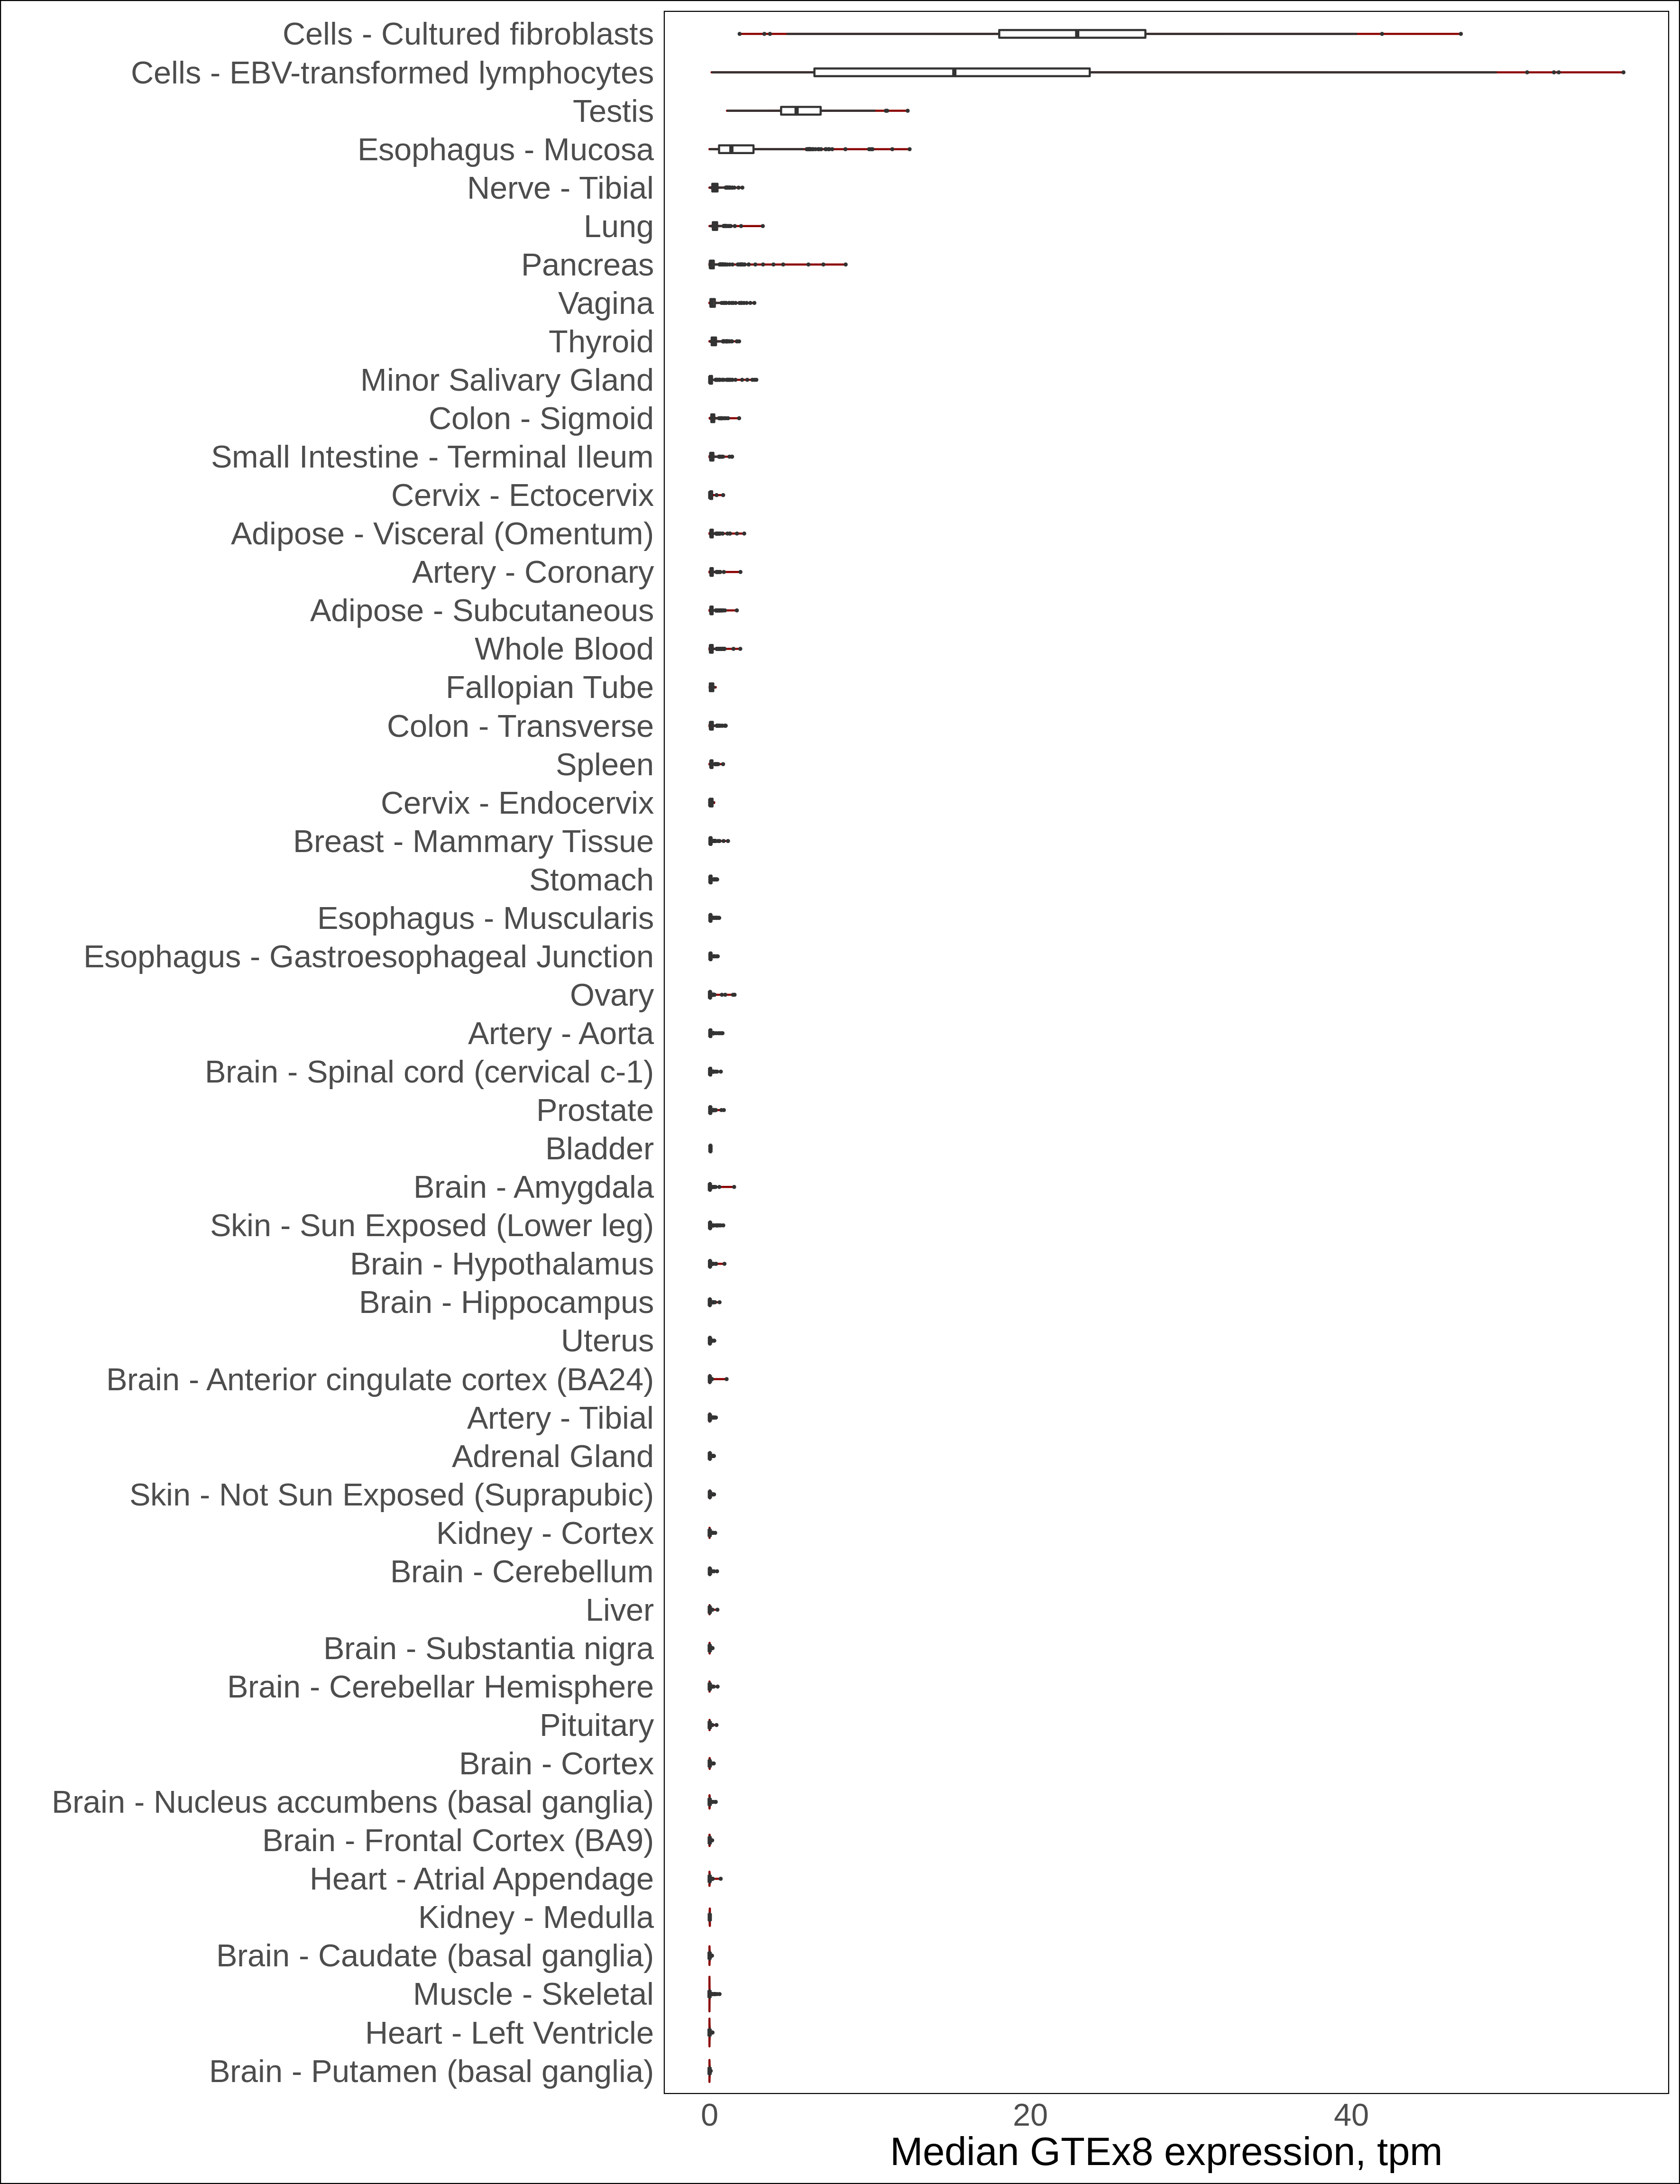 Cells - Cultured fibroblasts
Cells - EBV-transformed lymphocytes
Testis
Esophagus - Mucosa
Nerve - Tibial
Lung
Pancreas
Vagina
Thyroid
Minor Salivary Gland
Colon - Sigmoid
Small Intestine - Terminal Ileum
Cervix - Ectocervix
Adipose - Visceral (Omentum)
Artery - Coronary
Adipose - Subcutaneous
Whole Blood
Fallopian Tube
Colon - Transverse
Spleen
Cervix - Endocervix
Breast - Mammary Tissue
Stomach
Esophagus - Muscularis
Esophagus - Gastroesophageal Junction
Ovary
Artery - Aorta
Brain - Spinal cord (cervical c-1)
Prostate
Bladder
Brain - Amygdala
Skin - Sun Exposed (Lower leg)
Brain - Hypothalamus
Brain - Hippocampus
Uterus
Brain - Anterior cingulate cortex (BA24)
Artery - Tibial
Adrenal Gland
Skin - Not Sun Exposed (Suprapubic)
Kidney - Cortex
Brain - Cerebellum
Liver
Brain - Substantia nigra
Brain - Cerebellar Hemisphere
Pituitary
Brain - Cortex
Brain - Nucleus accumbens (basal ganglia)
Brain - Frontal Cortex (BA9)
Heart - Atrial Appendage
Kidney - Medulla
Brain - Caudate (basal ganglia)
Muscle - Skeletal
Heart - Left Ventricle
Brain - Putamen (basal ganglia)
0 20 40
Median GTEx8 expression, tpm